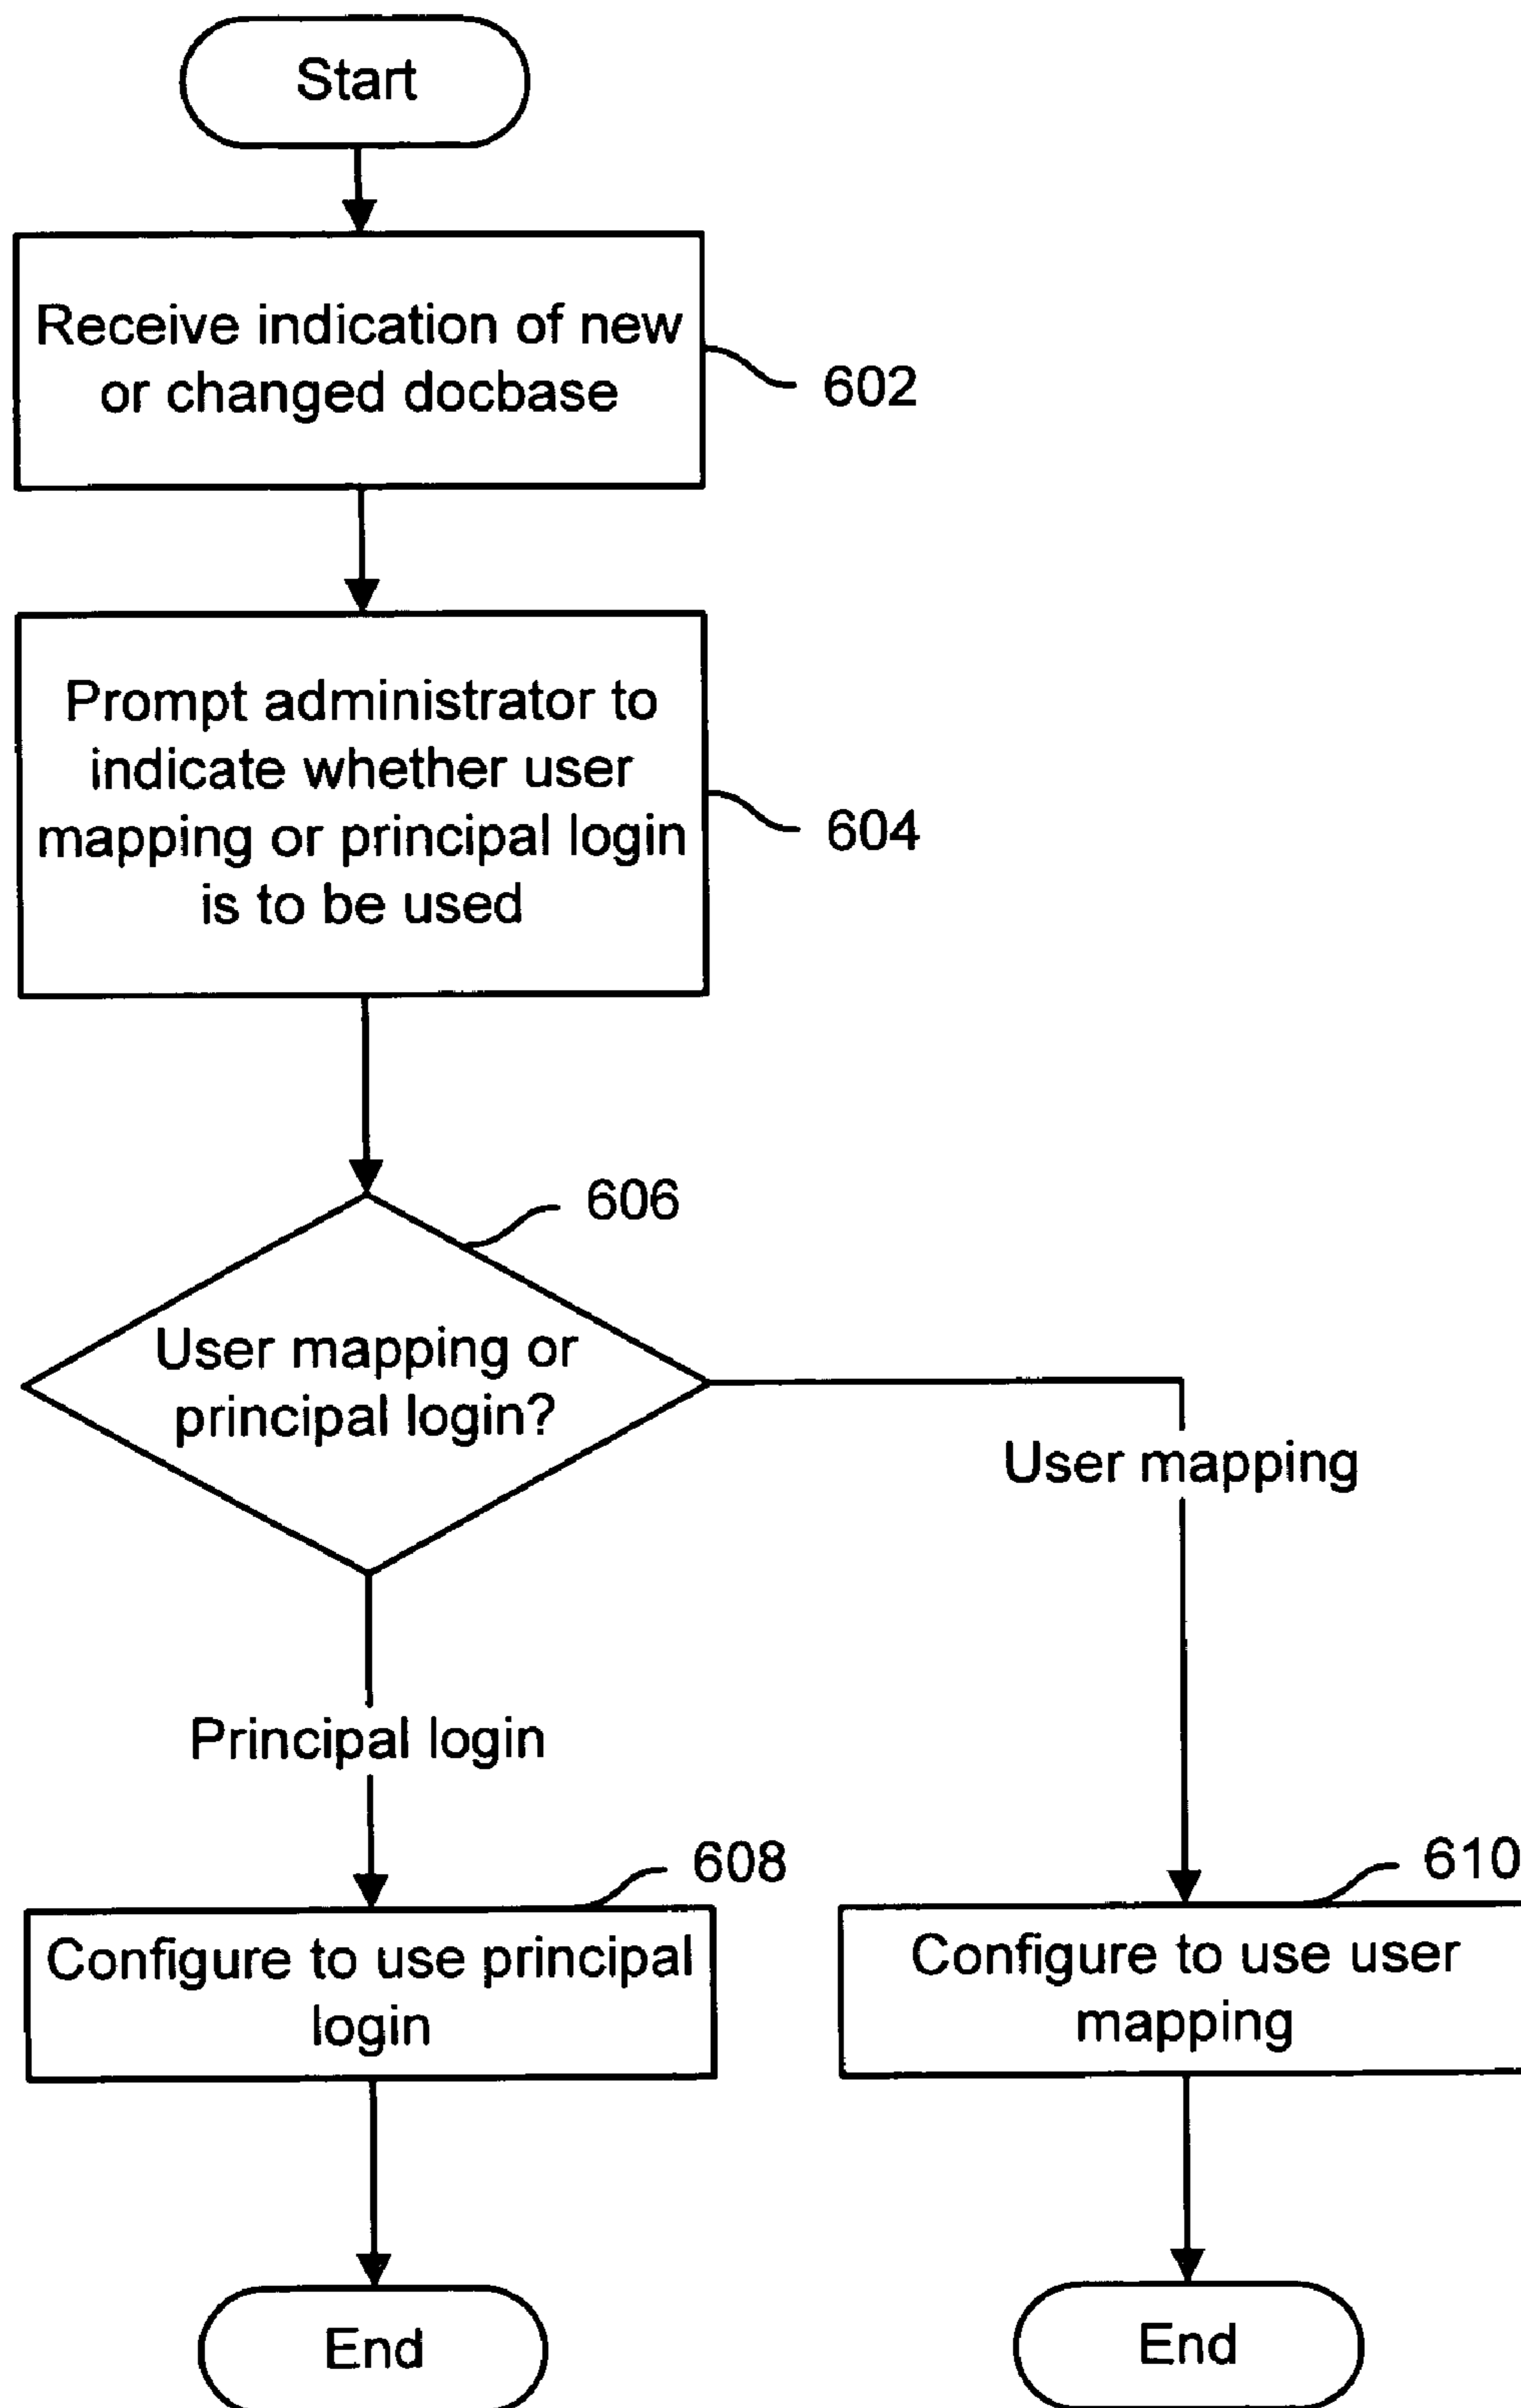 Start
Receive indication of new
or changed docbase
602
Prompt administrator to
indicate whether user
mapping or principal login
is to be used
604
606
User mapping or
principal login?
User mapping
Principal login
608
610
Configure to use principal
login
Configure to use user
mapping
End
End